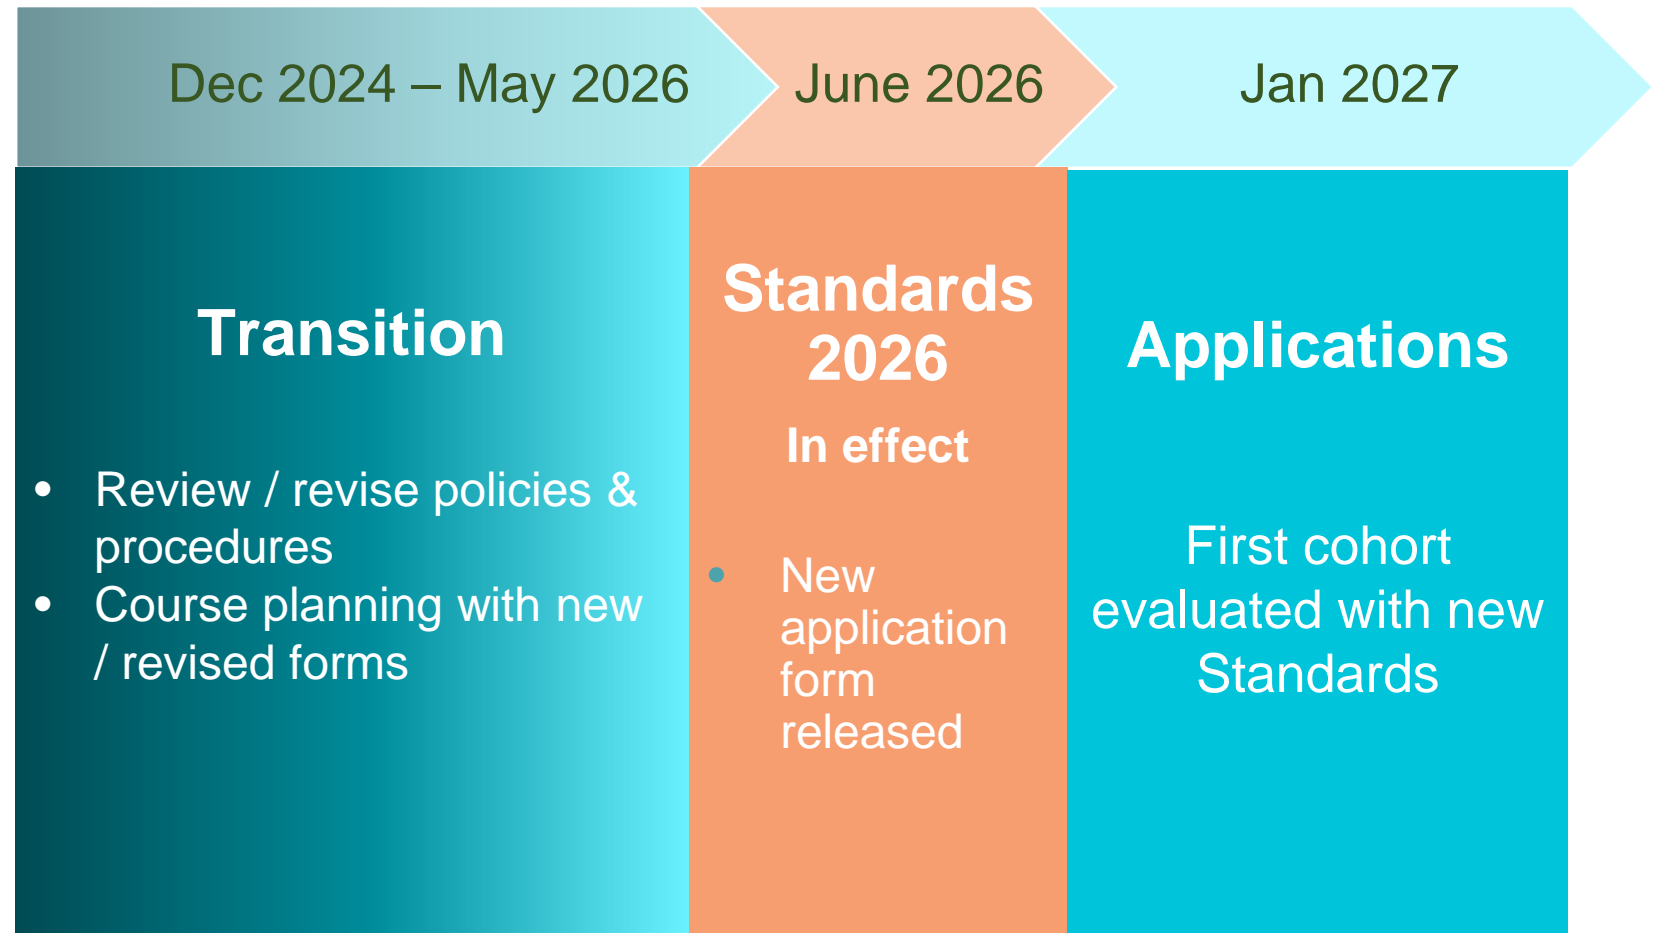 Dec 2024 – May 2026
June 2026
Jan 2027
Transition
• Review / revise policies &
procedures
• Course planning with new
/ revised forms
Standards
2026
In effect
• New
application
form
released
Applications
First cohort
evaluated with new
Standards